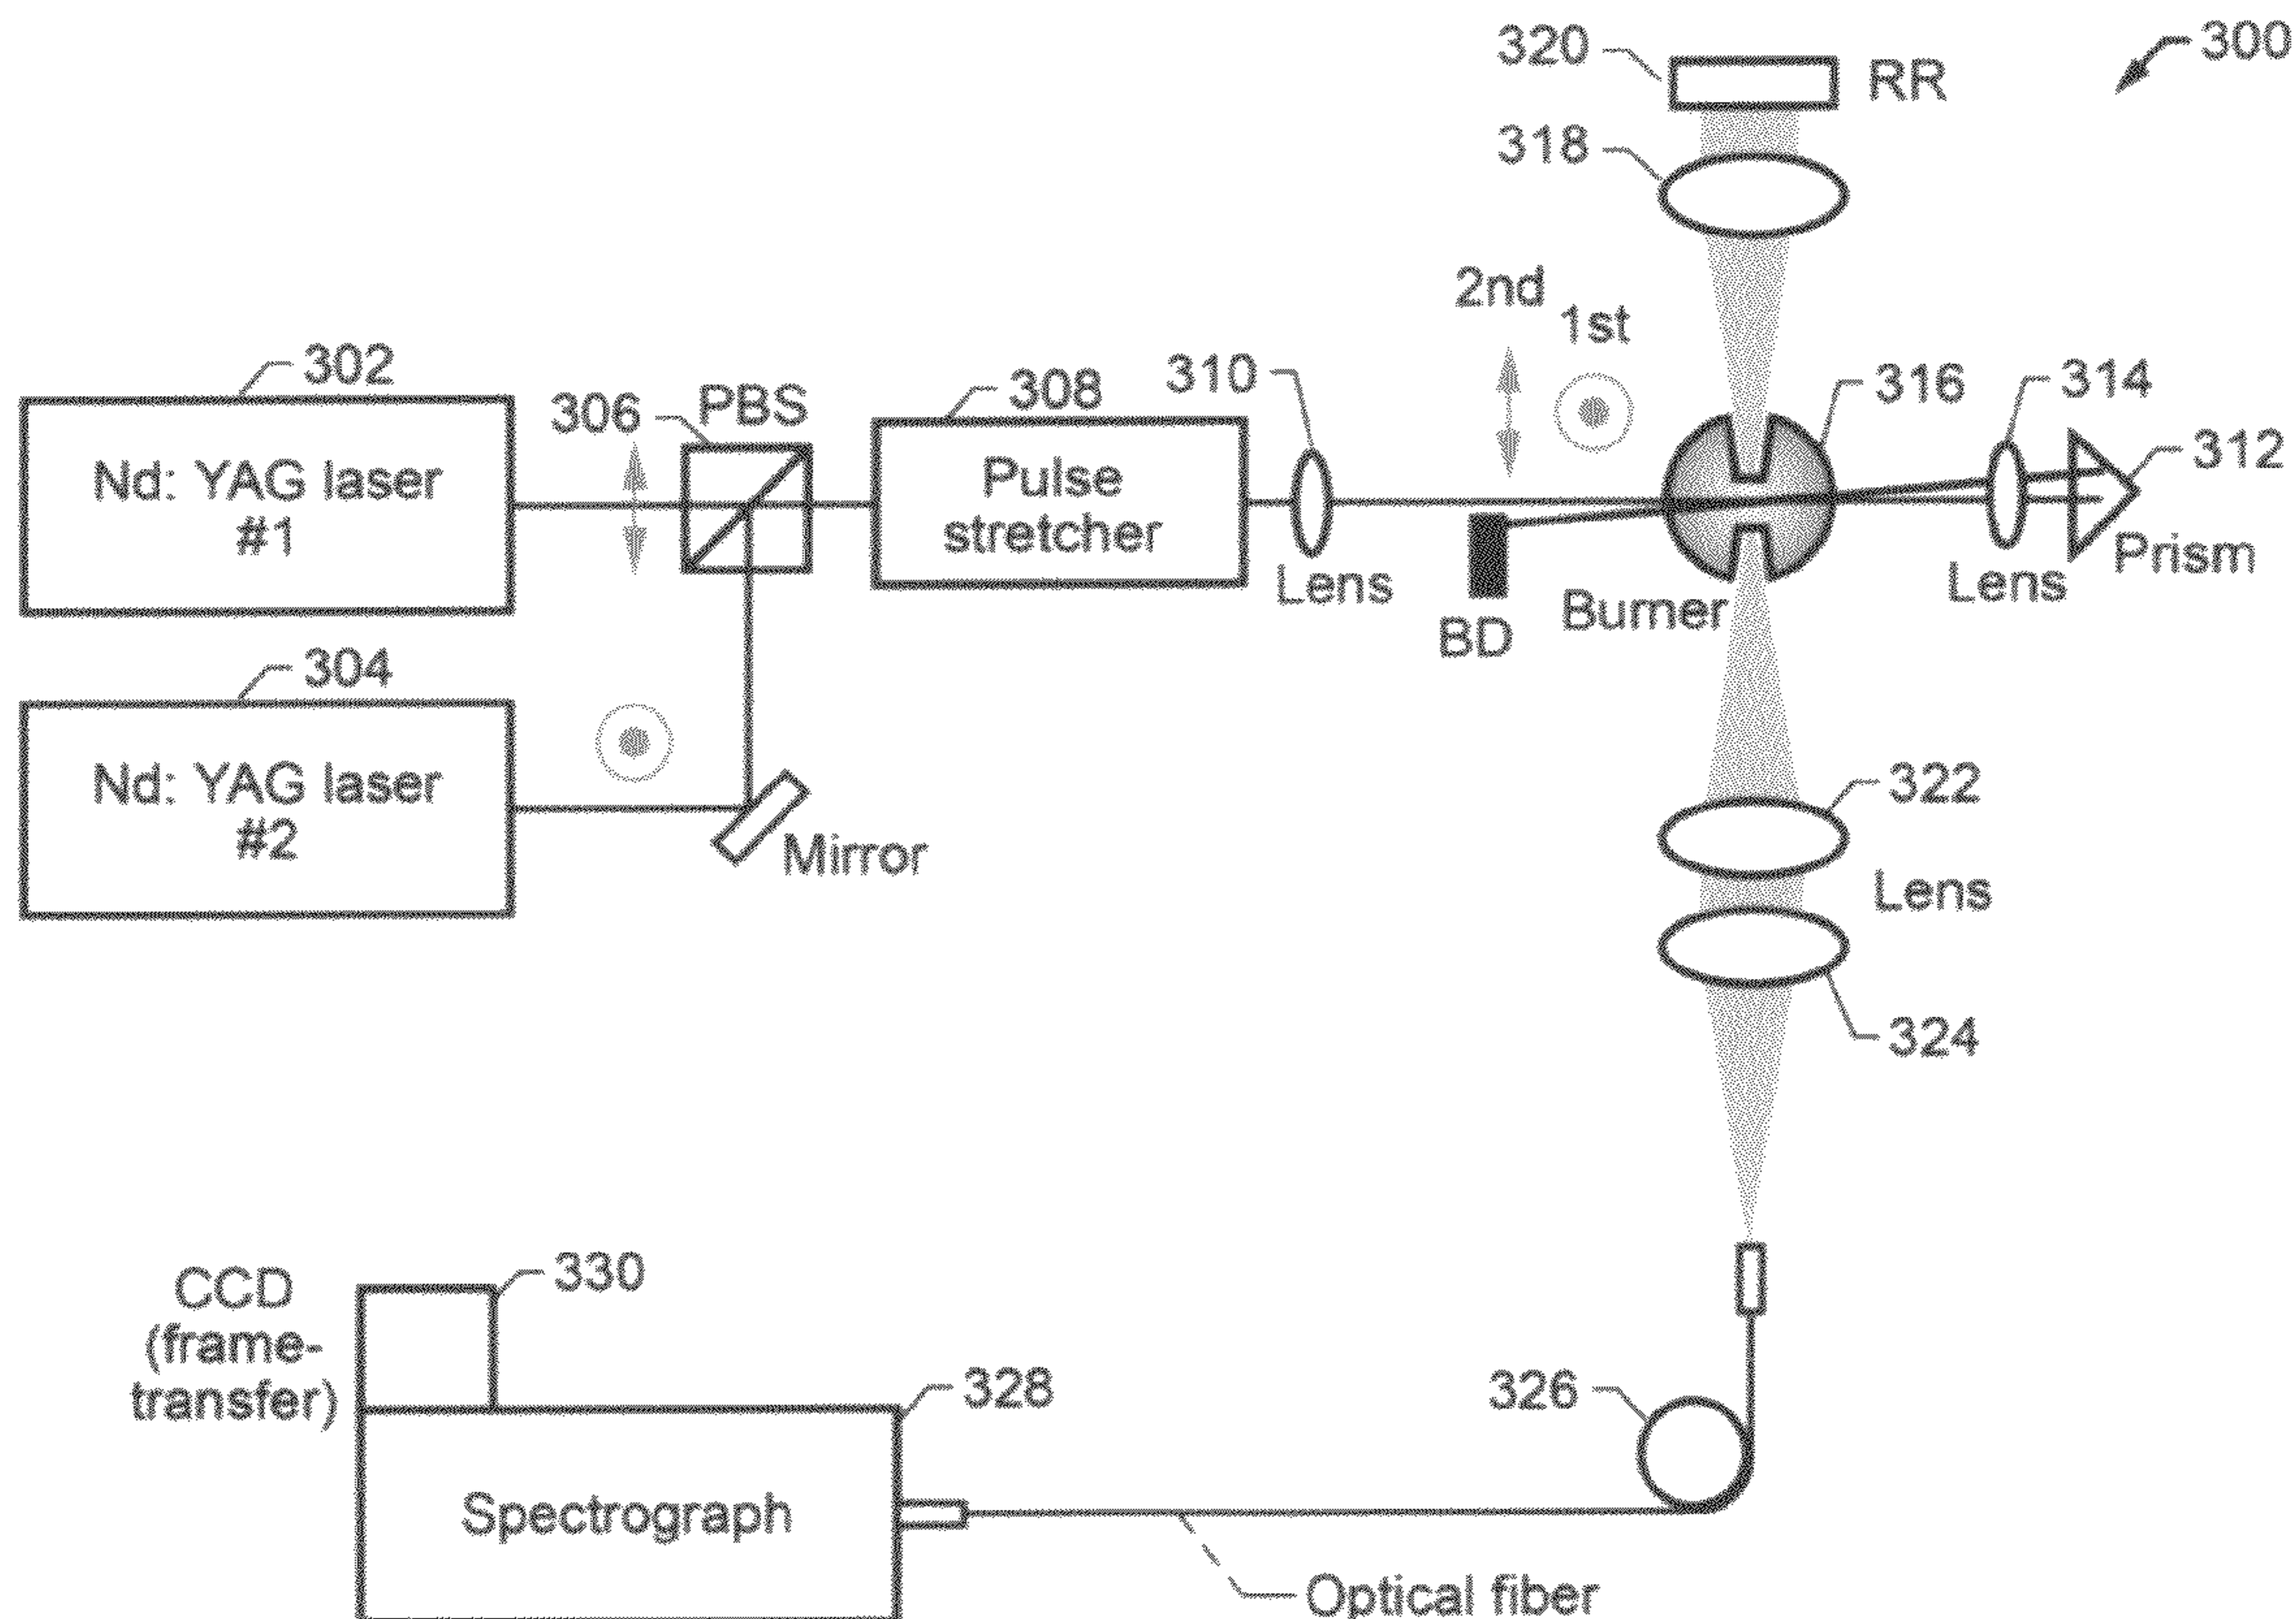 300
320
RR
318
2nd
1st
302
306
PBS
308
310
316
314
312
Nd: YAG laser
#1
Pulse
stretcher
Lens
BD
Burner
Lens
Prism
304
Nd: YAG laser
#2
Mirror
322
Lens
324
CCD
(frame-
transfer)
330
328
326
Spectrograph
Optical fiber